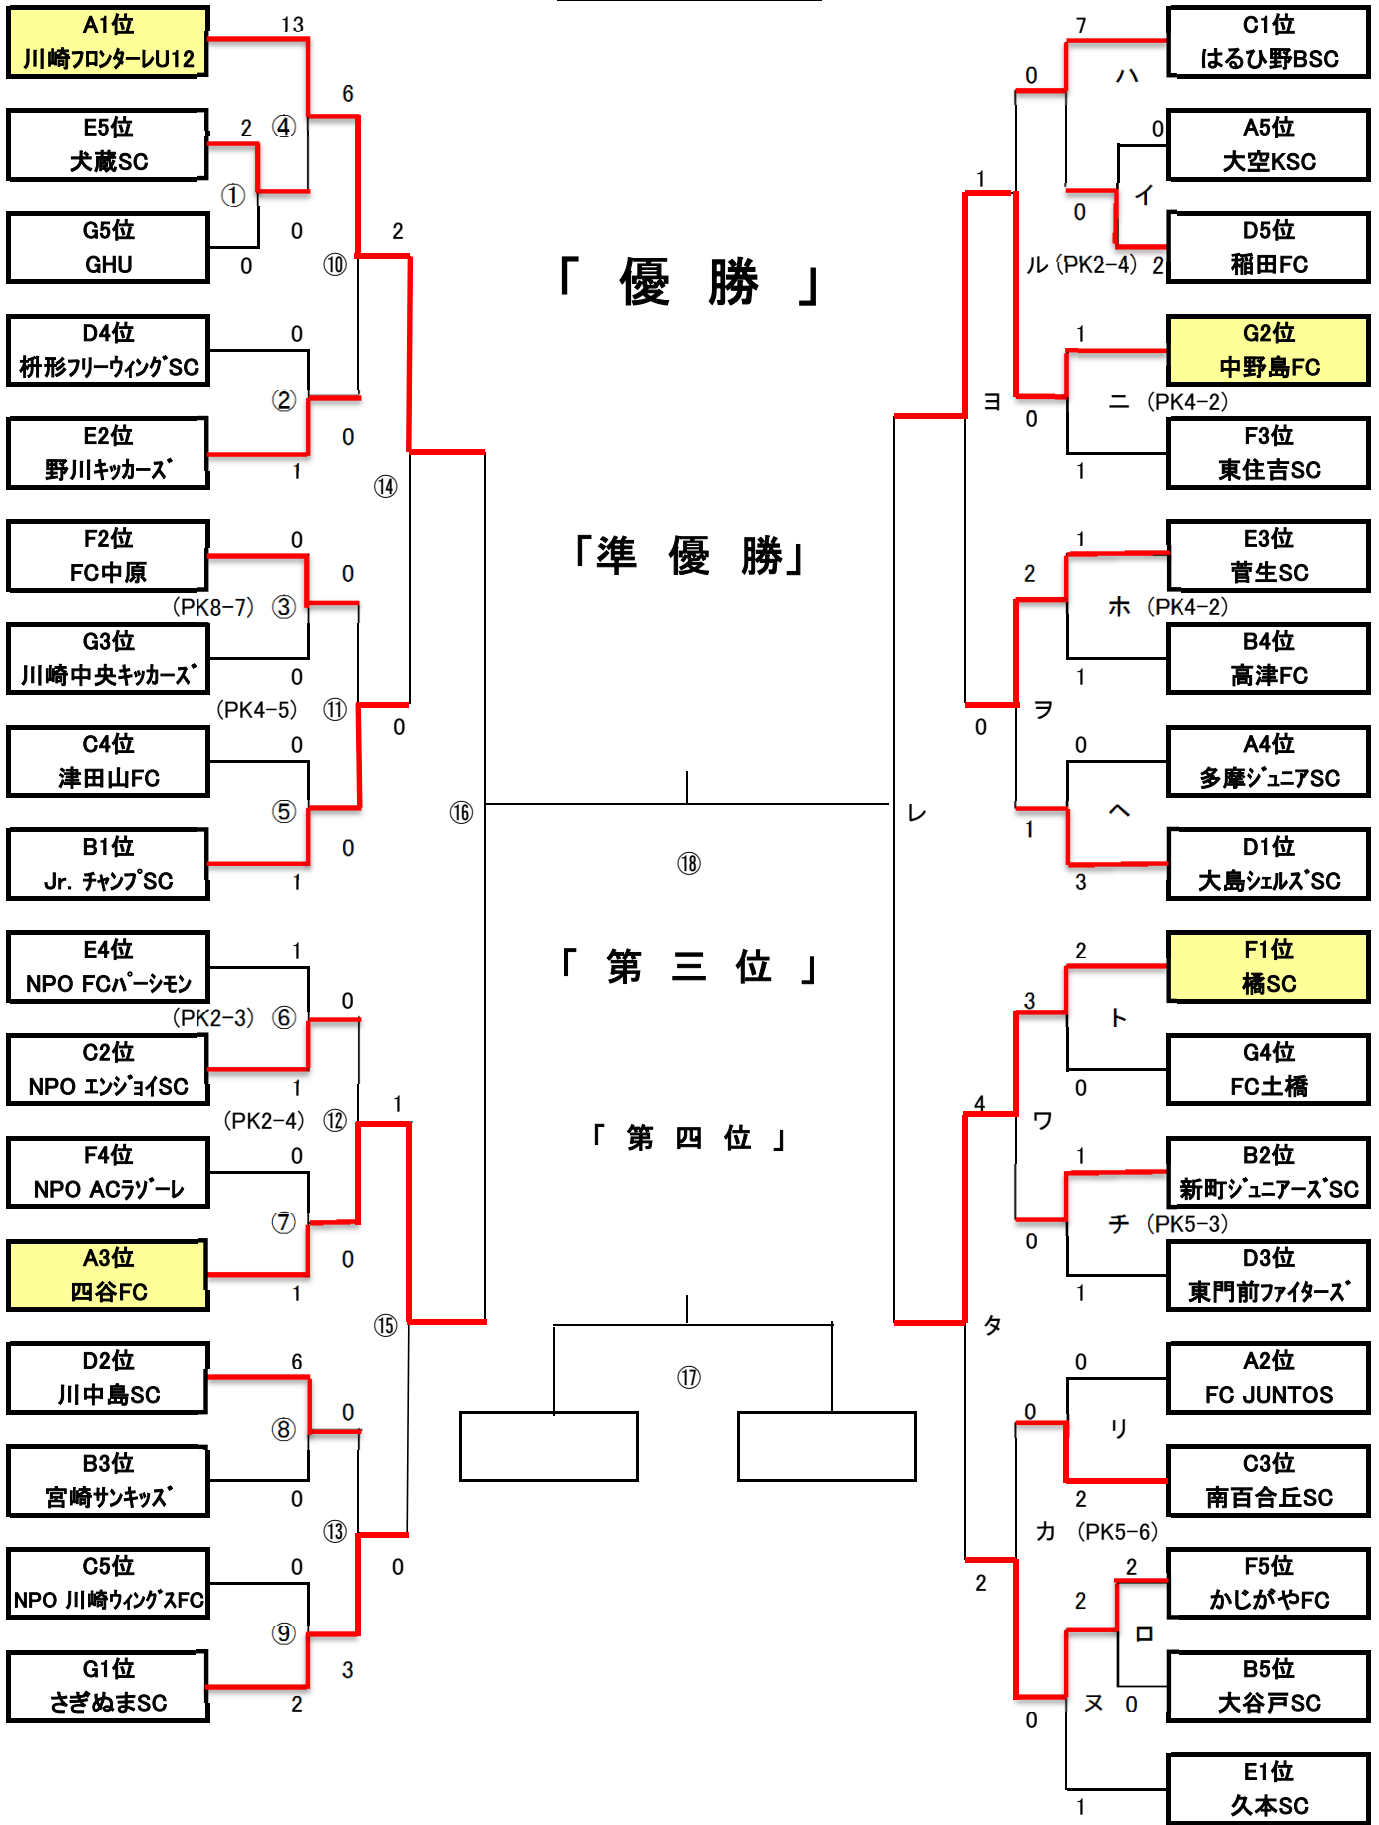 A1位
川崎フロンターレU12
13
6
E5位
犬蔵SC
2
④
①
0
G5位
GHU
0
⑩
2
D4位
枡形フリーウィングSC
0
②
0
E2位
野川キッカーズ
1
⑭
F2位
FC中原
0
0
(PK8-7)
③
G3位
川崎中央キッカーズ
0
(PK4-5)
⑪
0
C4位
津田山FC
0
⑤
0
B1位
Jr. チャンプSC
1
⑯
E4位
NPO FCパーシモン
1
0
(PK2-3)
⑥
C2位
NPO エンジョイSC
1
(PK2-4)
⑫
1
F4位
NPO ACラゾーレ
0
⑦
0
A3位
四谷FC
1
⑮
D2位
川中島SC
6
0
⑧
B3位
宮崎サンキッズ
0
⑬
0
C5位
NPO 川崎ウィングスFC
0
⑨
3
G1位
さぎぬまSC
2
「 優 勝 」
「準 優 勝」
⑱
「 第 三 位 」
「 第 四 位 」
⑰
C1位
はるひ野BSC
7
0
ハ
A5位
大空KSC
0
イ
1
0
D5位
稲田FC
2
ル
(PK2-4)
G2位
中野島FC
1
ニ
(PK4-2)
0
ヨ
F3位
東住吉SC
1
E3位
菅生SC
1
2
ホ
(PK4-2)
B4位
高津FC
1
0
ヲ
A4位
多摩ジュニアSC
0
ヘ
1
レ
D1位
大島シェルズSC
3
F1位
橘SC
2
3
ト
G4位
FC土橋
0
4
ワ
B2位
新町ジュニアーズSC
1
チ
(PK5-3)
0
D3位
東門前ファイターズ
1
タ
A2位
FC JUNTOS
0
0
リ
C3位
南百合丘SC
2
カ
(PK5-6)
F5位
かじがやFC
2
2
2
ロ
B5位
大谷戸SC
0
ヌ
0
E1位
久本SC
1